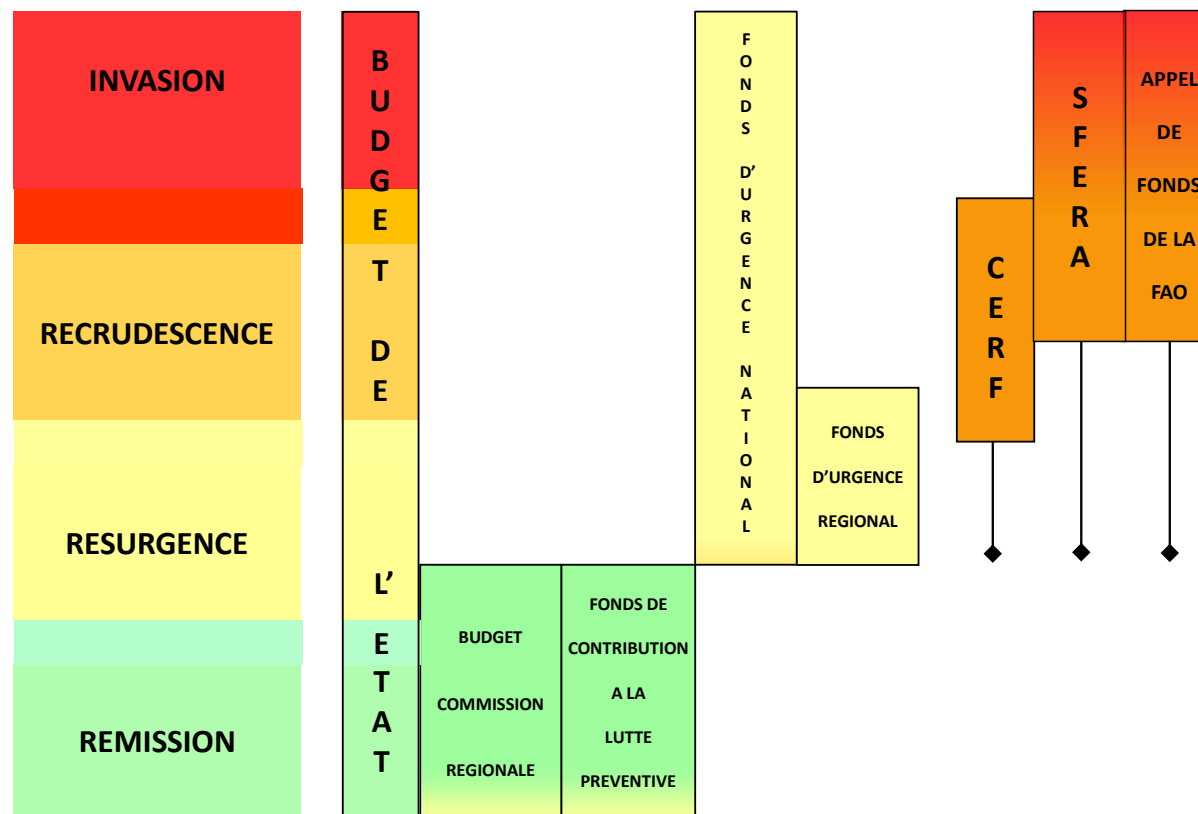 INVASION
RECRUDESCENCE
RESURGENCE
REMISSION
BUDGET DE L’ETAT
BUDGET
COMMISSION
REGIONALE
FONDS DE
CONTRIBUTION
A LA
LUTTE
PREVENTIVE
FONDS D’URGENCE NATIONAL
FONDS
D’URGENCE
REGIONAL
CERF
SFERA
APPEL
DE
FONDS
DE LA
FAO